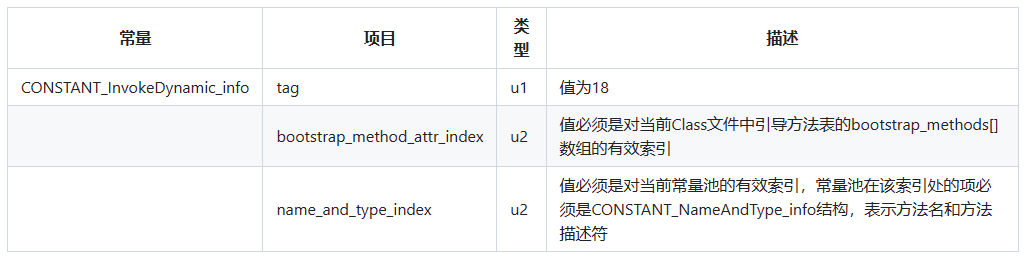 常量 项目 类型 描述
CONSTANT_InvokeDynamic_info tag u1 值为18
bootstrap_method_attr_index u2 值必须是对当前Class文件中引导方法表的bootstrap_methods[]
数组的有效索引
name_and_type_index u2 值必须是对当前常量池的有效索引，常量池在该索引处的项必
须是CONSTANT_NameAndType_info结构，表示方法名和方法
描述符